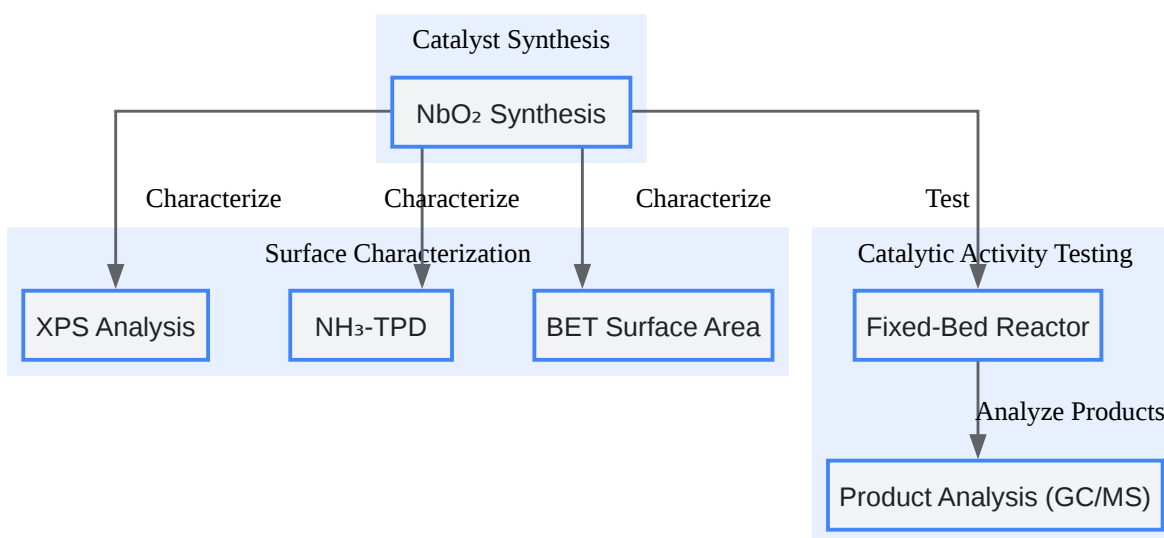 Catalyst Synthesis
NbO₂ Synthesis
Characterize
Characterize
Characterize
Test
Surface Characterization
Catalytic Activity Testing
XPS Analysis
NH₃-TPD
BET Surface Area
Fixed-Bed Reactor
Analyze Products
Product Analysis (GC/MS)